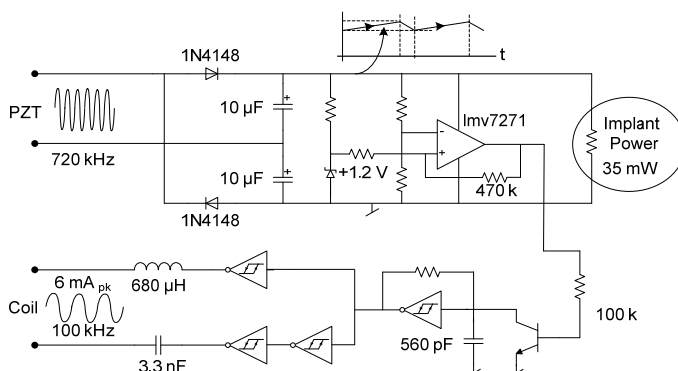 t
1N4148
10 µF
PZT
720 kHz
10 µF
1N4148
+1.2 V
-
+
lmv7271
470 k
Implant
Power
35 mW
6 mA pk
680 µH
Coil
100 kHz
3.3 nF
560 pF
100 k
+
+